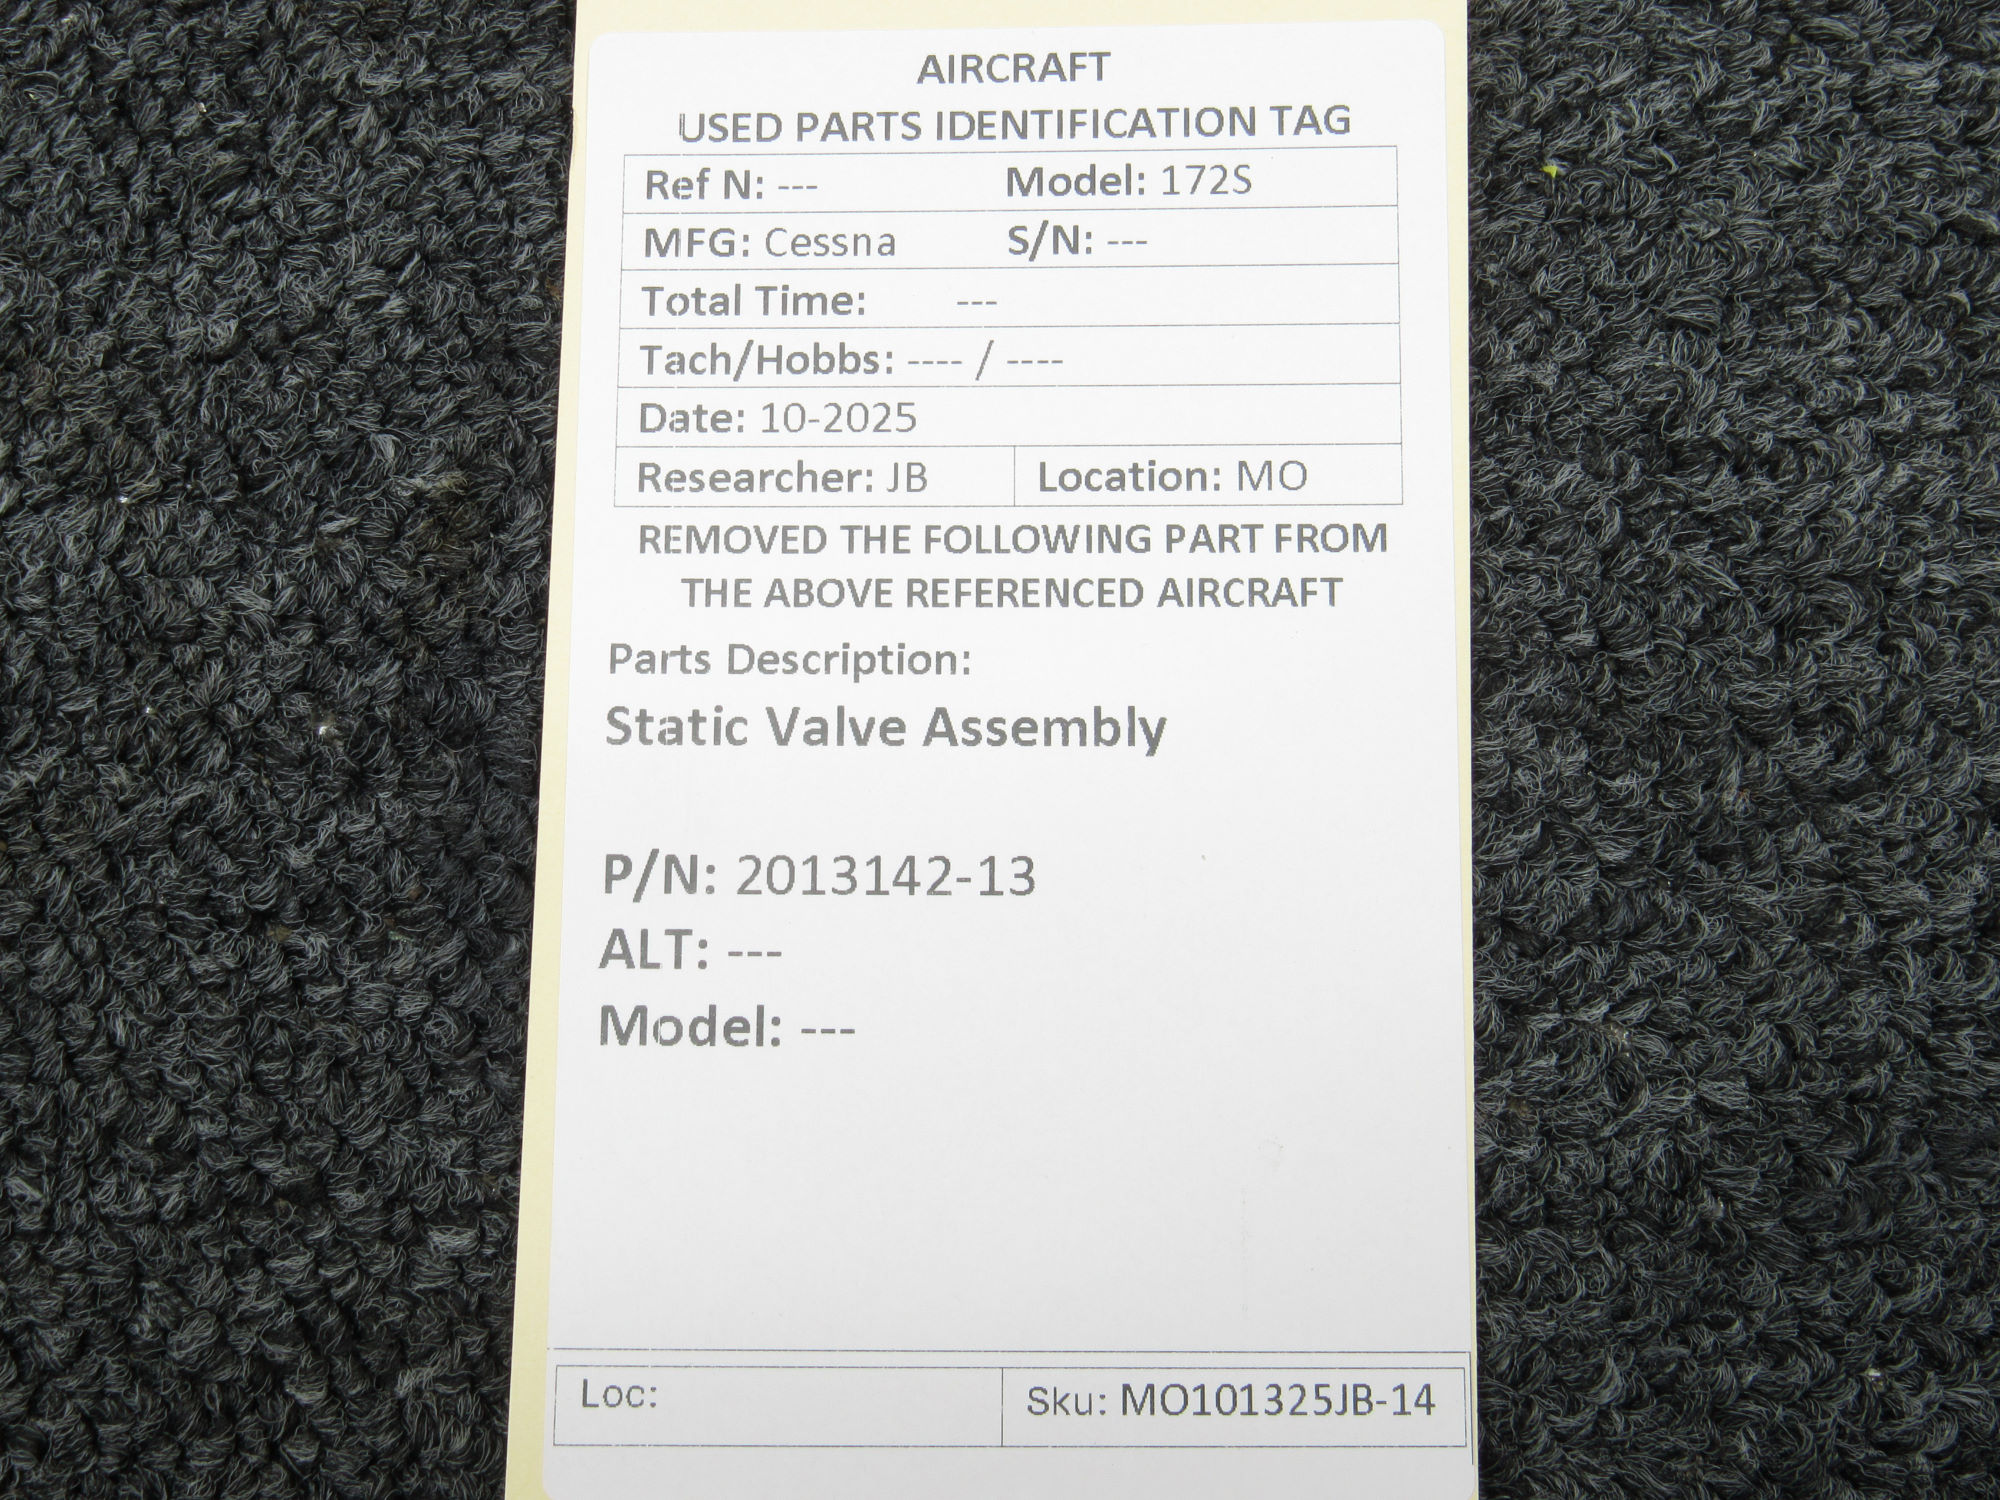 AIRCRAFT
USED PARTS IDENTIFICATION TAG
Ref N: --- Model: 172S
MFG: Cessna S/N: ---
Total Time: ---
Tach/Hobbs: ---- / ----
Date: 10-2025
Researcher: JB Location: MO
REMOVED THE FOLLOWING PART FROM
THE ABOVE REFERENCED AIRCRAFT
Parts Description:
Static Valve Assembly
P/N: 2013142-13
ALT: ---
Model: ---
Loc: Sku: MO101325JB-14